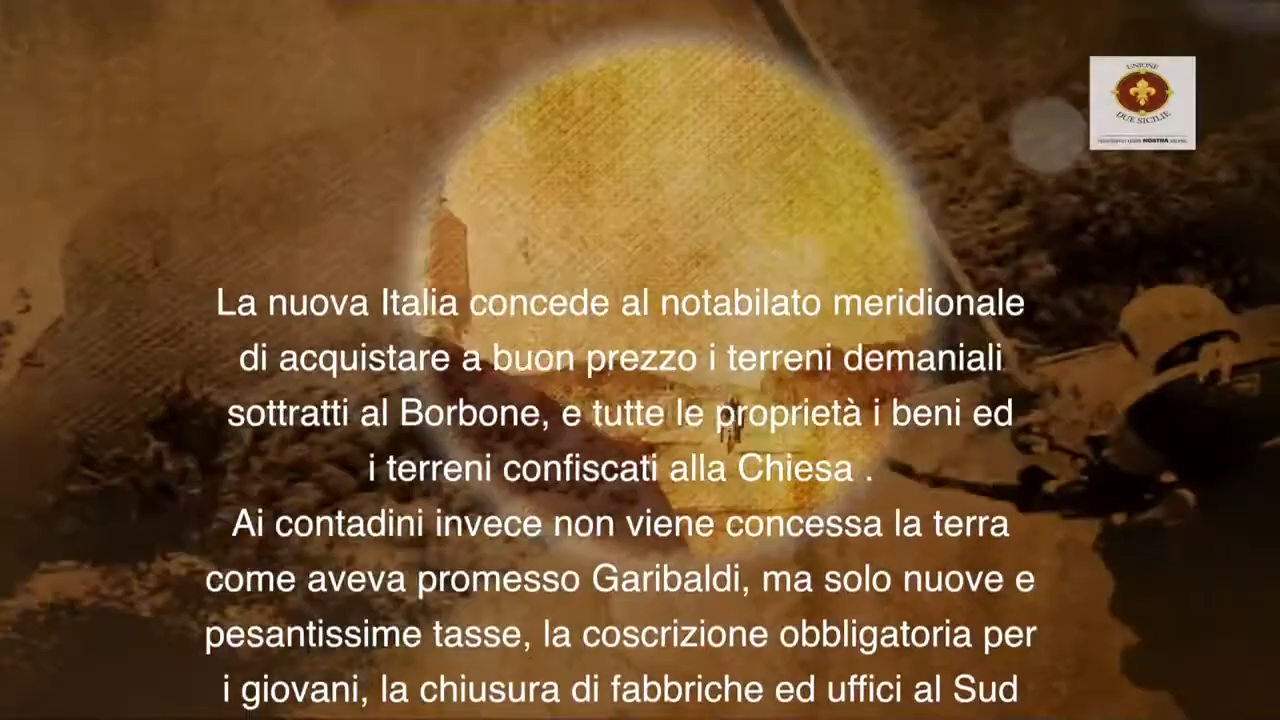 UNIONE
DUE SICILIE
NOSTRA
La nuova Italia concede al notabilato meridionale
di acquistare a buon prezzo i terreni demaniali
sottratti al Borbone, e tutte le proprietà i beni ed
i terreni confiscati alla Chiesa .
Ai contadini invece non viene concessa la terra
come aveva promesso Garibaldi, ma solo nuove e
pesantissime tasse, la coscrizione obbligatoria per
i giovani, la chiusura di fabbriche ed uffici al Sud